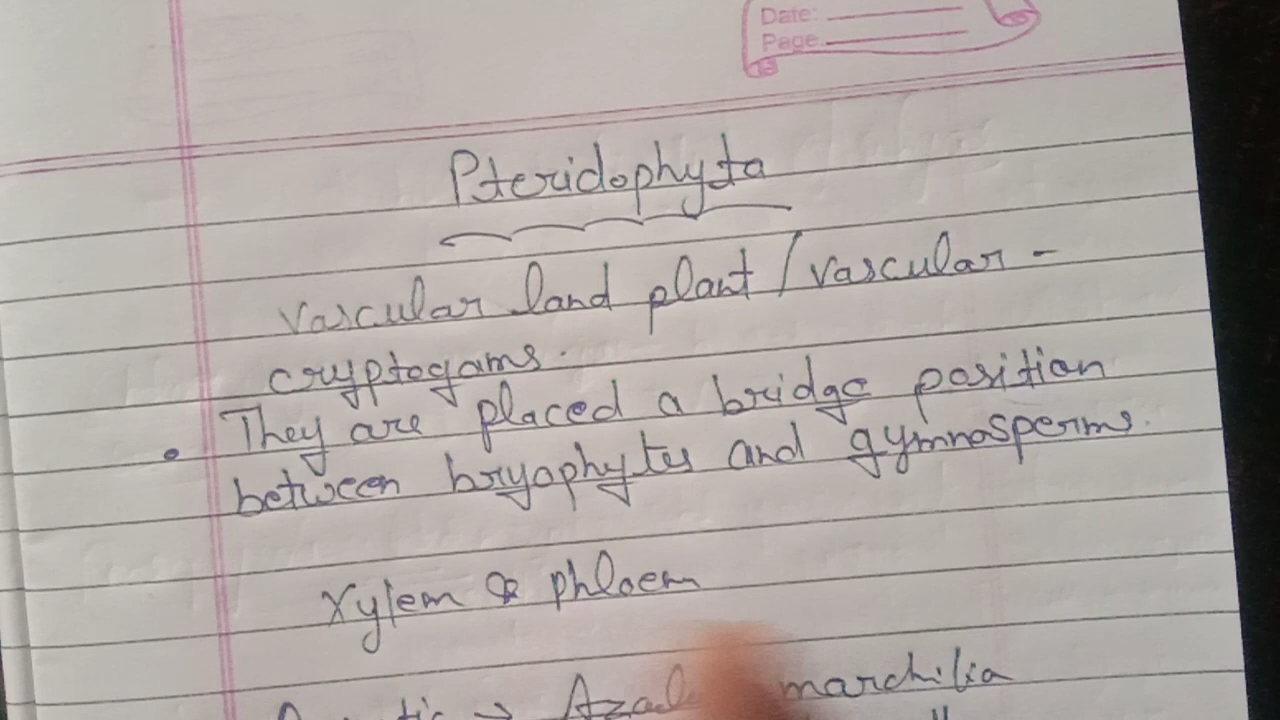 Date:
Page
Pteridophyta
Vascular land plant / vascular -
cryptogams.
• They are placed a bridge position
between bryophytes and gymnosperms.
Xylem & phloem
→ marchilia